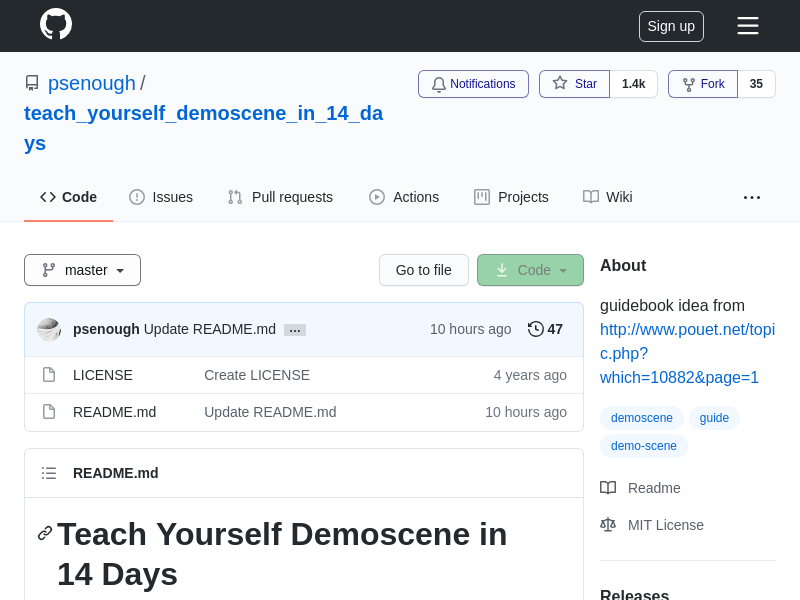 Sign up
psenough /
teach_yourself_demoscene_in_14_da
ys
Notifications
Star 1.4k
Fork 35
Code
Issues
Pull requests
Actions
Projects
Wiki
master
Go to file
Code
psenough Update README.md ... 10 hours ago 47
LICENSE Create LICENSE 4 years ago
README.md Update README.md 10 hours ago
README.md
Teach Yourself Demoscene in
14 Days
About
guidebook idea from
http://www.pouet.net/topi
c.php?
which=10882&page=1
demoscene guide
demo-scene
Readme
MIT License
Releases